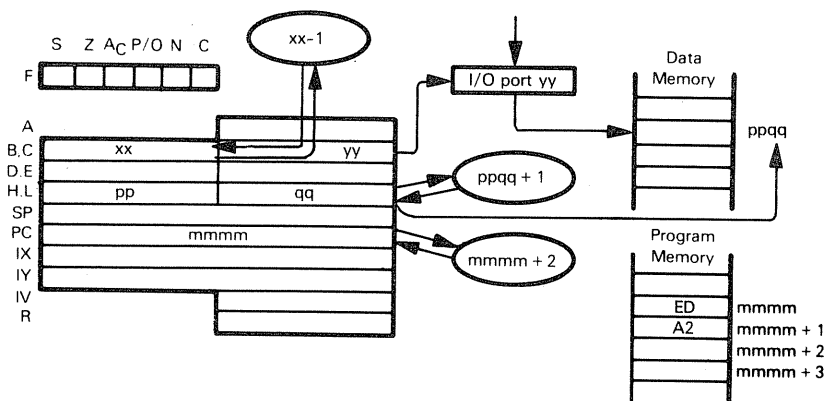 S Z AC P/O N C
F
xx-1
I/O port yy
Data
Memory
ppqq
A
B,C xx yy
D.E
H.L pp qq
ppqq + 1
SP
PC mmmm
mmmm + 2
IX
IY
IV
R
Program
Memory
ED mmmm
A2 mmmm + 1
mmmm + 2
mmmm + 3